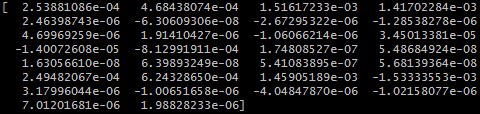 [ 2.53881086e-04 4.68438074e-04 1.51617233e-03 1.41702284e-03
2.46398743e-06 -6.30609306e-08 -2.67295322e-06 -1.28538278e-06
4.69969259e-06 1.91410427e-06 -1.06066214e-06 3.45013381e-05
-1.40072608e-05 -8.12991911e-04 1.74808527e-07 5.48684924e-08
1.63056610e-08 6.39893249e-08 5.41083895e-07 5.68139364e-08
2.49482067e-04 6.24328650e-04 1.45905189e-03 -1.53333553e-03
3.17996044e-06 -1.00651658e-06 -4.04847870e-06 -1.02158077e-06
7.01201681e-06 1.98828233e-06]